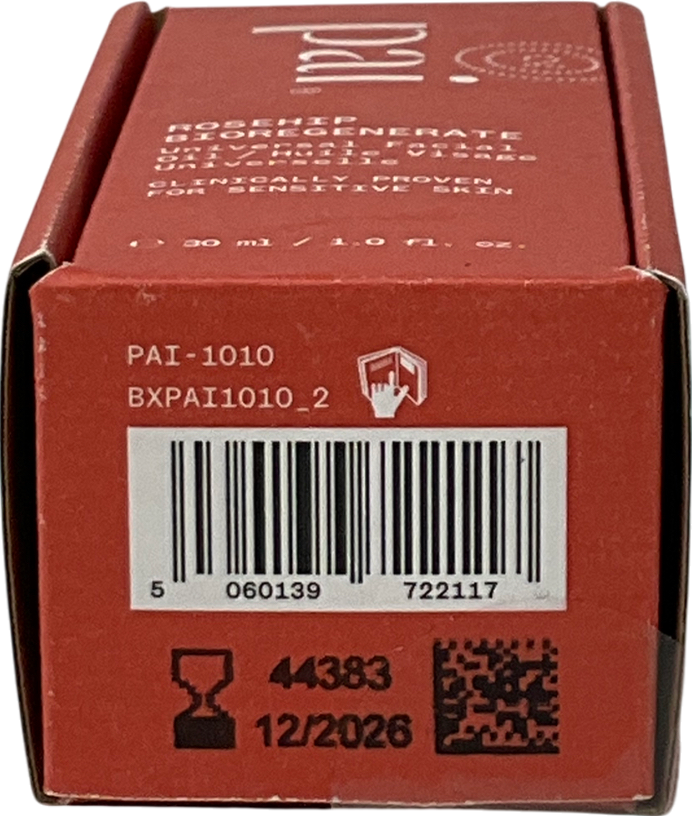 pai
ROSEHIP
BIOREGENERATE
Universal Facial
Oil / Huile Visage
Universelle
CLINICALLY PROVEN
FOR SENSITIVE SKIN
℮ 30 ml / 1.0 fl. oz.
PAI-1010
BXPAI1010_2
5 060139 722117
44383
12/2026